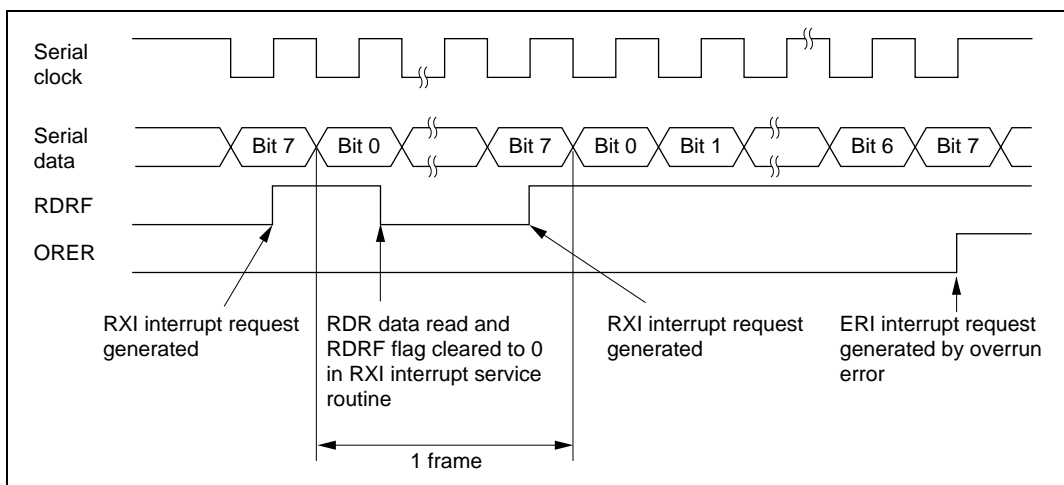 Serial
clock
Serial
data
Bit 7
Bit 0
Bit 7
Bit 0
Bit 1
Bit 6
Bit 7
RDRF
ORER
RXI interrupt request
generated
RDR data read and
RDRF flag cleared to 0
in RXI interrupt service
routine
RXI interrupt request
generated
ERI interrupt request
generated by overrun
error
1 frame